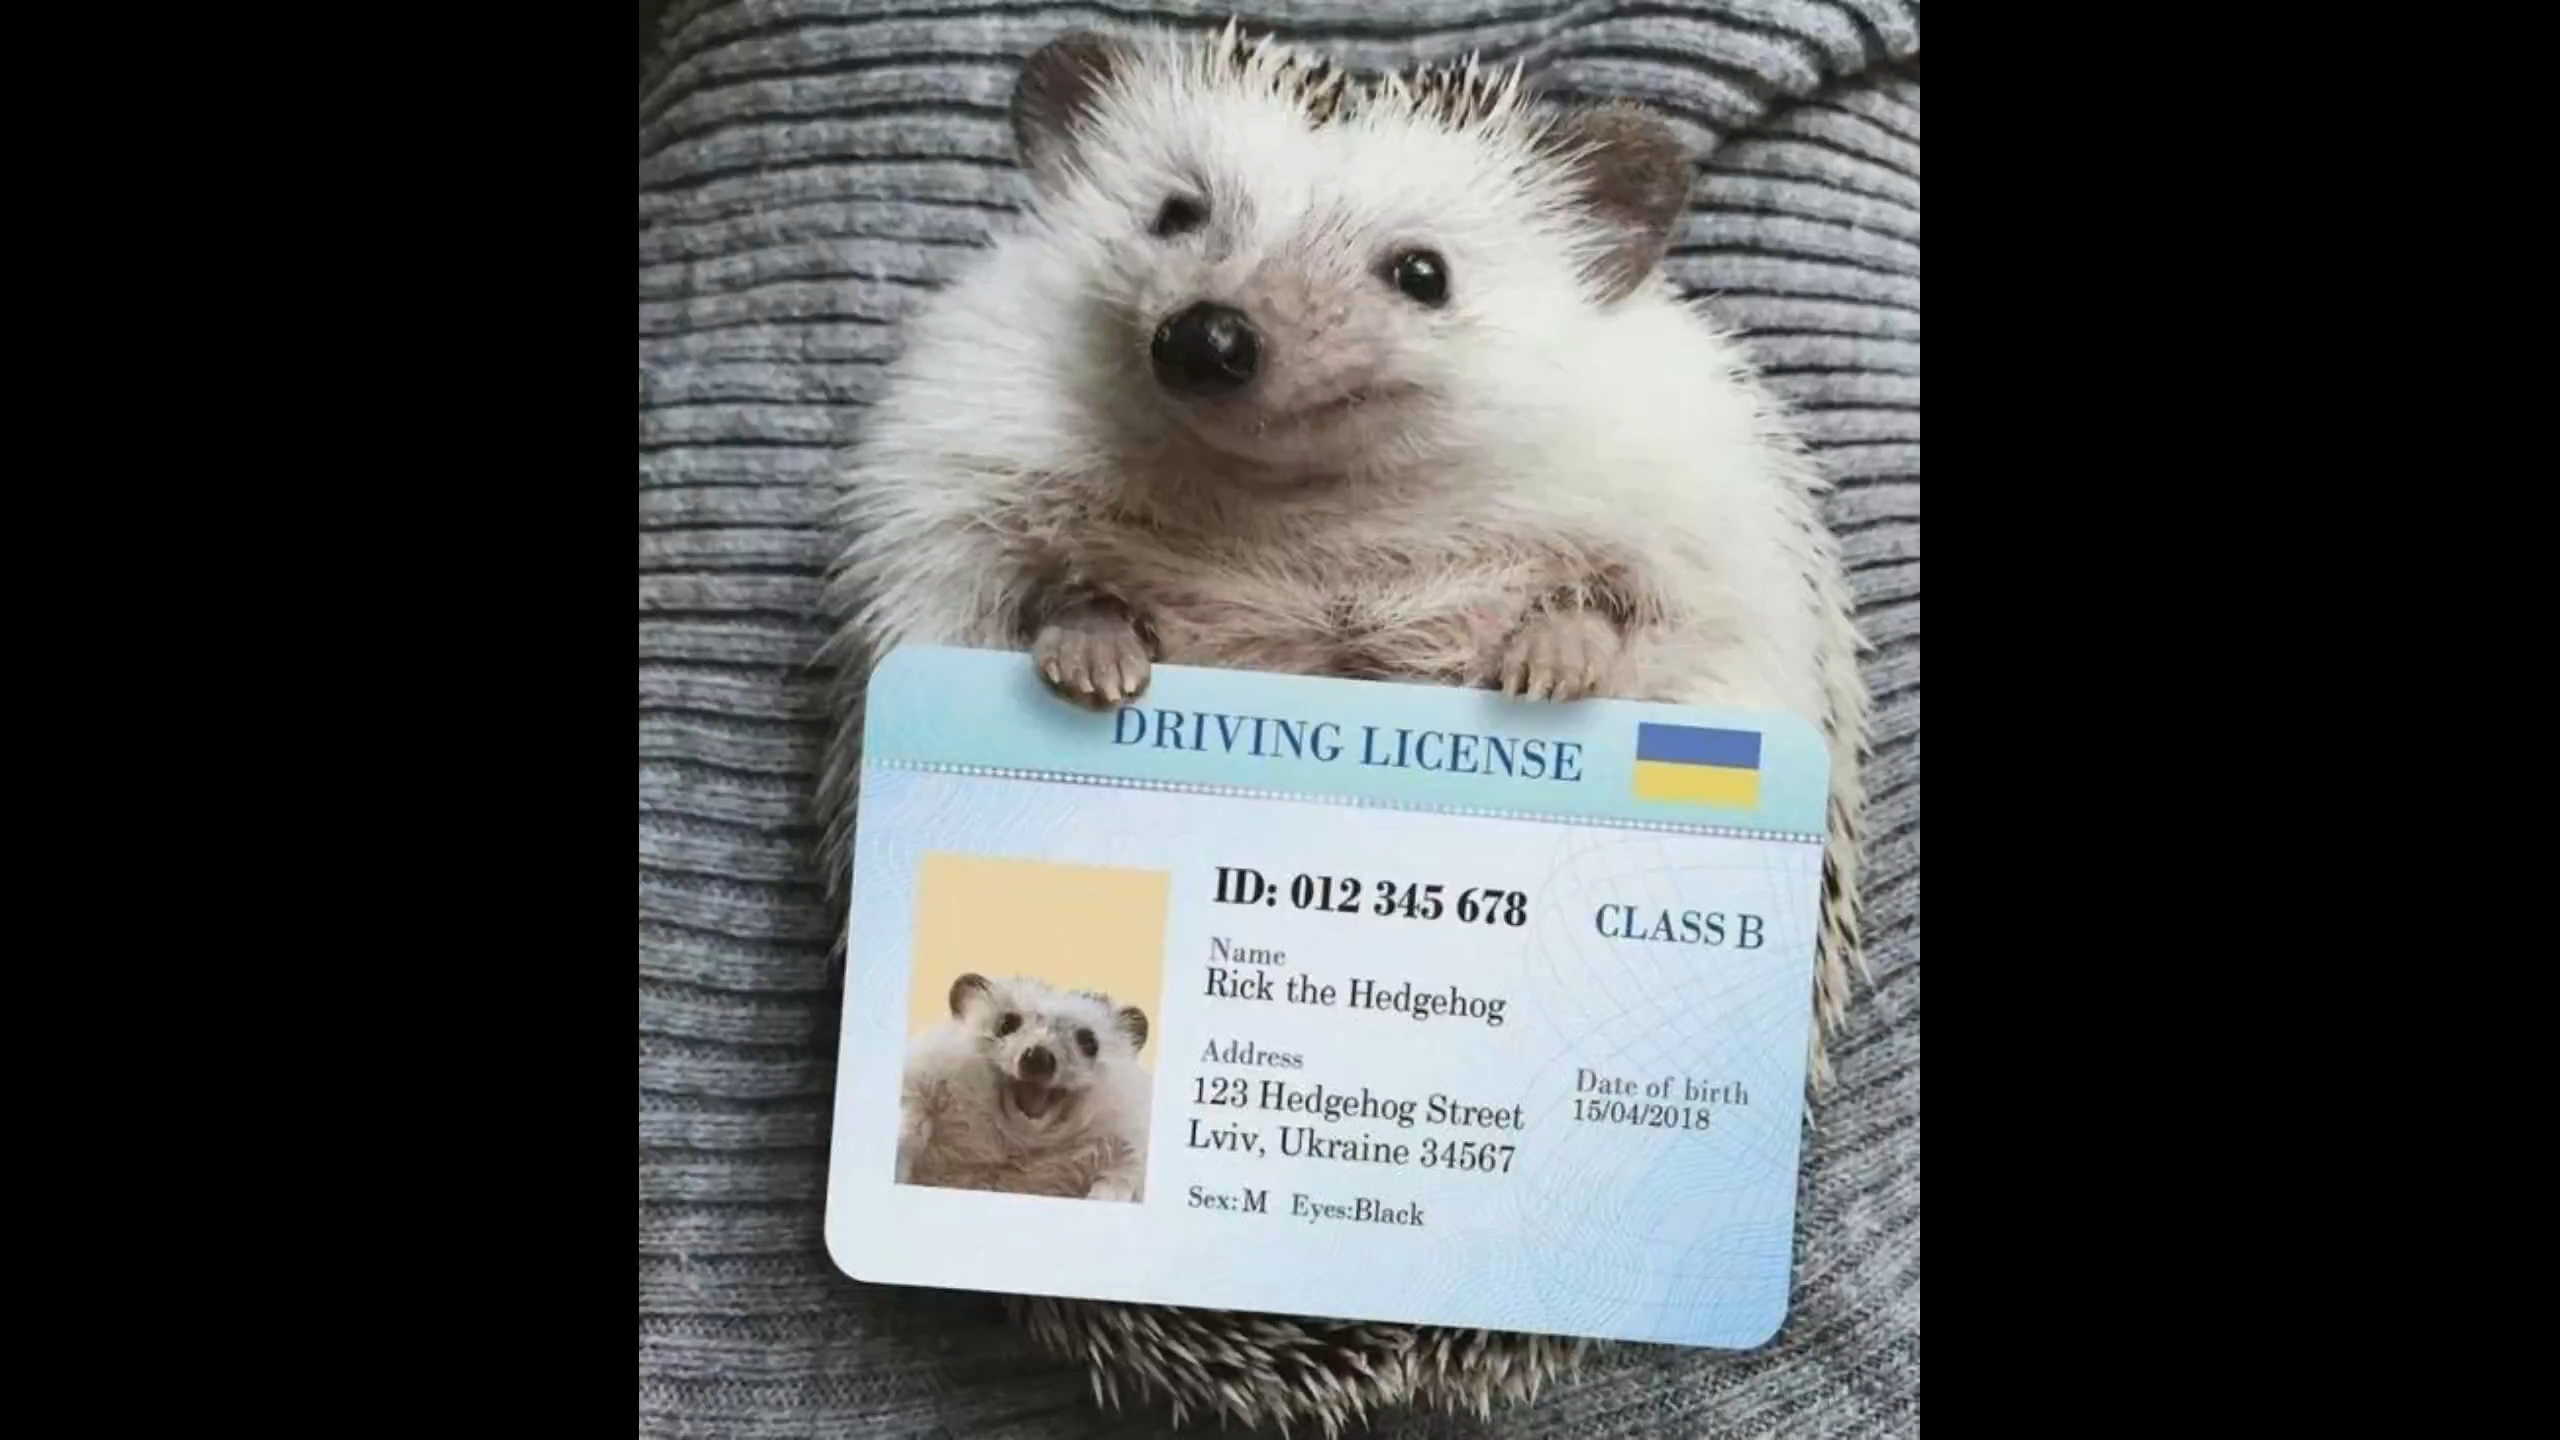 DRIVING LICENSE
ID: 012 345 678
CLASS B
Name
Rick the Hedgehog
Address
123 Hedgehog Street
Lviv, Ukraine 34567
Date of birth
15/04/2018
Sex:M Eyes:Black